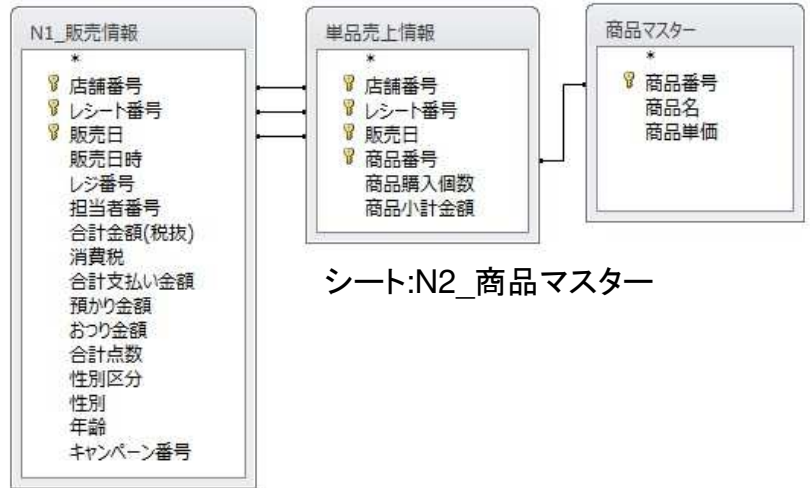 N1_販売情報
*
店舗番号
レシート番号
販売日
販売日時
レジ番号
担当者番号
合計金額(税抜)
消費税
合計支払い金額
預かり金額
おつり金額
合計点数
性別区分
性別
年齢
キャンペーン番号
単品売上情報
*
店舗番号
レシート番号
販売日
商品番号
商品購入個数
商品小計金額
商品マスター
*
商品番号
商品名
商品単価
シート:N2_商品マスター